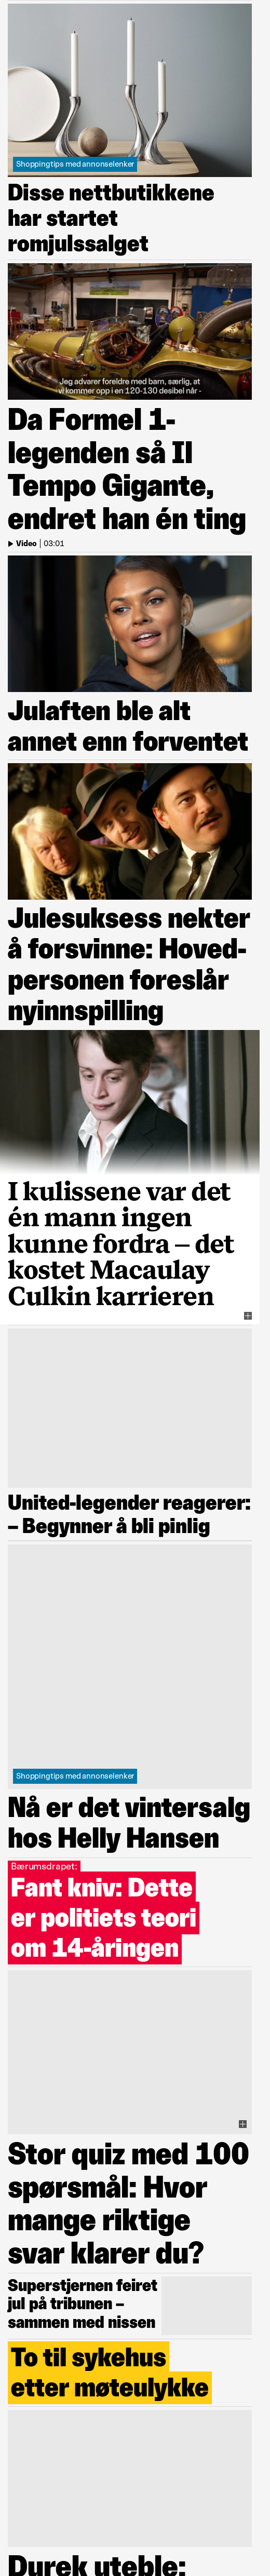 Shoppingtips med annonselenker
Disse nettbutikkene
har startet
romjulssalget
Jeg advarer foreldre med barn, særlig, at
vi kommer opp i en 120-130 desibel når -
Da Formel 1-
legenden så Il
Tempo Gigante,
endret han én ting
Video | 03:01
Julaften ble alt
annet enn forventet
Julesuksess nekter
å forsvinne: Hoved-
personen foreslår
nyinnspilling
I kulissene var det
én mann ingen
kunne fordra – det
kostet Macaulay
Culkin karrieren
United-legender reagerer:
– Begynner å bli pinlig
Shoppingtips med annonselenker
Nå er det vintersalg
hos Helly Hansen
Bærumsdrapet:
Fant kniv: Dette
er politiets teori
om 14-åringen
Stor quiz med 100
spørsmål: Hvor
mange riktige
svar klarer du?
Superstjernen feiret
jul på tribunen –
sammen med nissen
To til sykehus
etter møteulykke
Durek uteble: